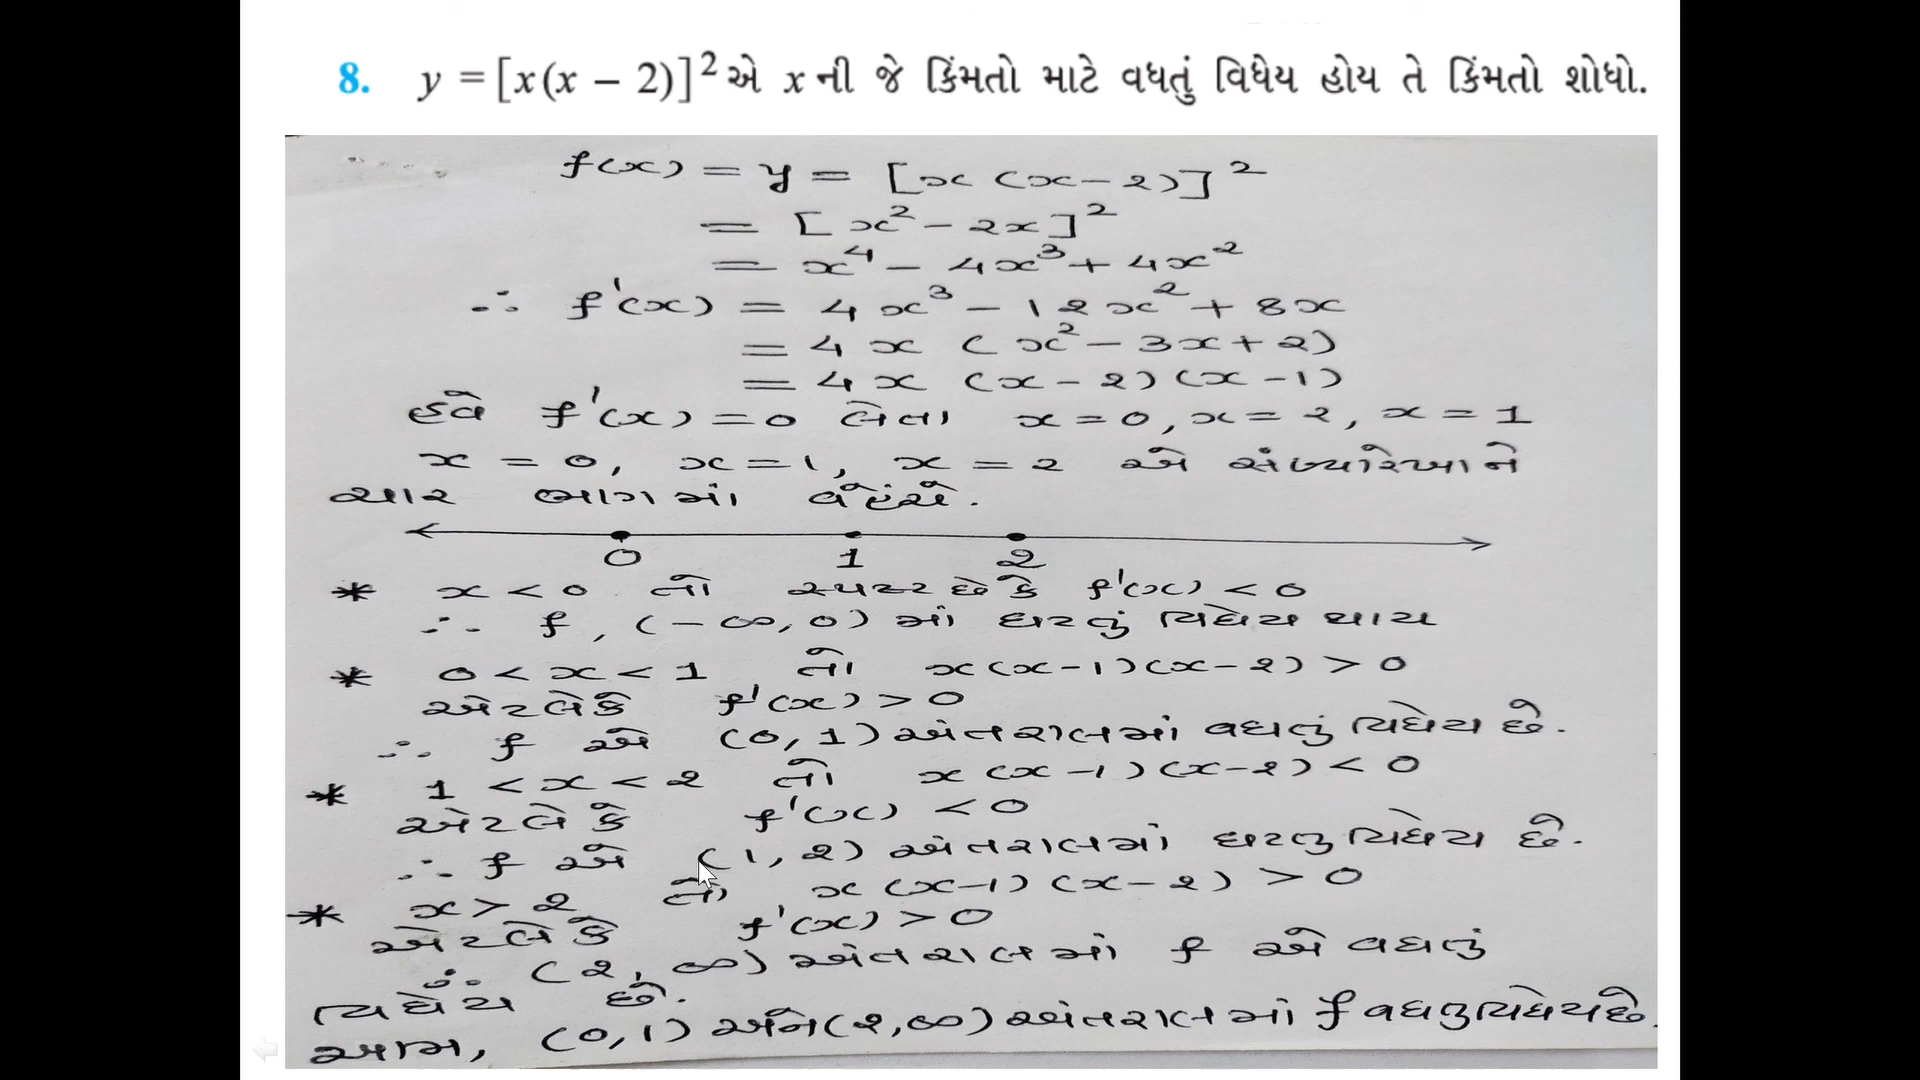 8. y = [x(x – 2)]² એ x ની જે કિંમતો માટે વધતું વિધેય હોય તે કિંમતો શોધો.
f(x) = y = [x (x-2)]²
= [x² - 2x]²
= x⁴ - 4x³ + 4x²
∴ f'(x) = 4x³ - 12x² + 8x
= 4x (x² - 3x + 2)
= 4x (x-2)(x-1)
હવે f'(x) = 0 લેતા x = 0, x = 2, x = 1
x = 0, x = 1, x = 2 એ સંખ્યારેખાને
ચાર ભાગમાં વહેંચે.
0 1 2
* x < 0 તો સ્પષ્ટ છે કે f'(x) < 0
∴ f, (-∞, 0) માં ઘટતું વિધેય થાય
* 0 < x < 1 તો x(x-1)(x-2) > 0
એટલેકે f'(x) > 0
∴ f એ (0, 1) અંતરાલમાં વધતું વિધેય છે.
* 1 < x < 2 તો x(x-1)(x-2) < 0
એટલે કે f'(x) < 0
∴ f એ (1, 2) અંતરાલમાં ઘટતુ વિધેય છે.
* x > 2 તો x(x-1)(x-2) > 0
એટલે કે f'(x) > 0
∴ (2, ∞) અંતરાલમાં f એ વધતું
વિધેય છે.
આમ, (0, 1) અને (2, ∞) અંતરાલમાં f વધતુ વિધેય છે.